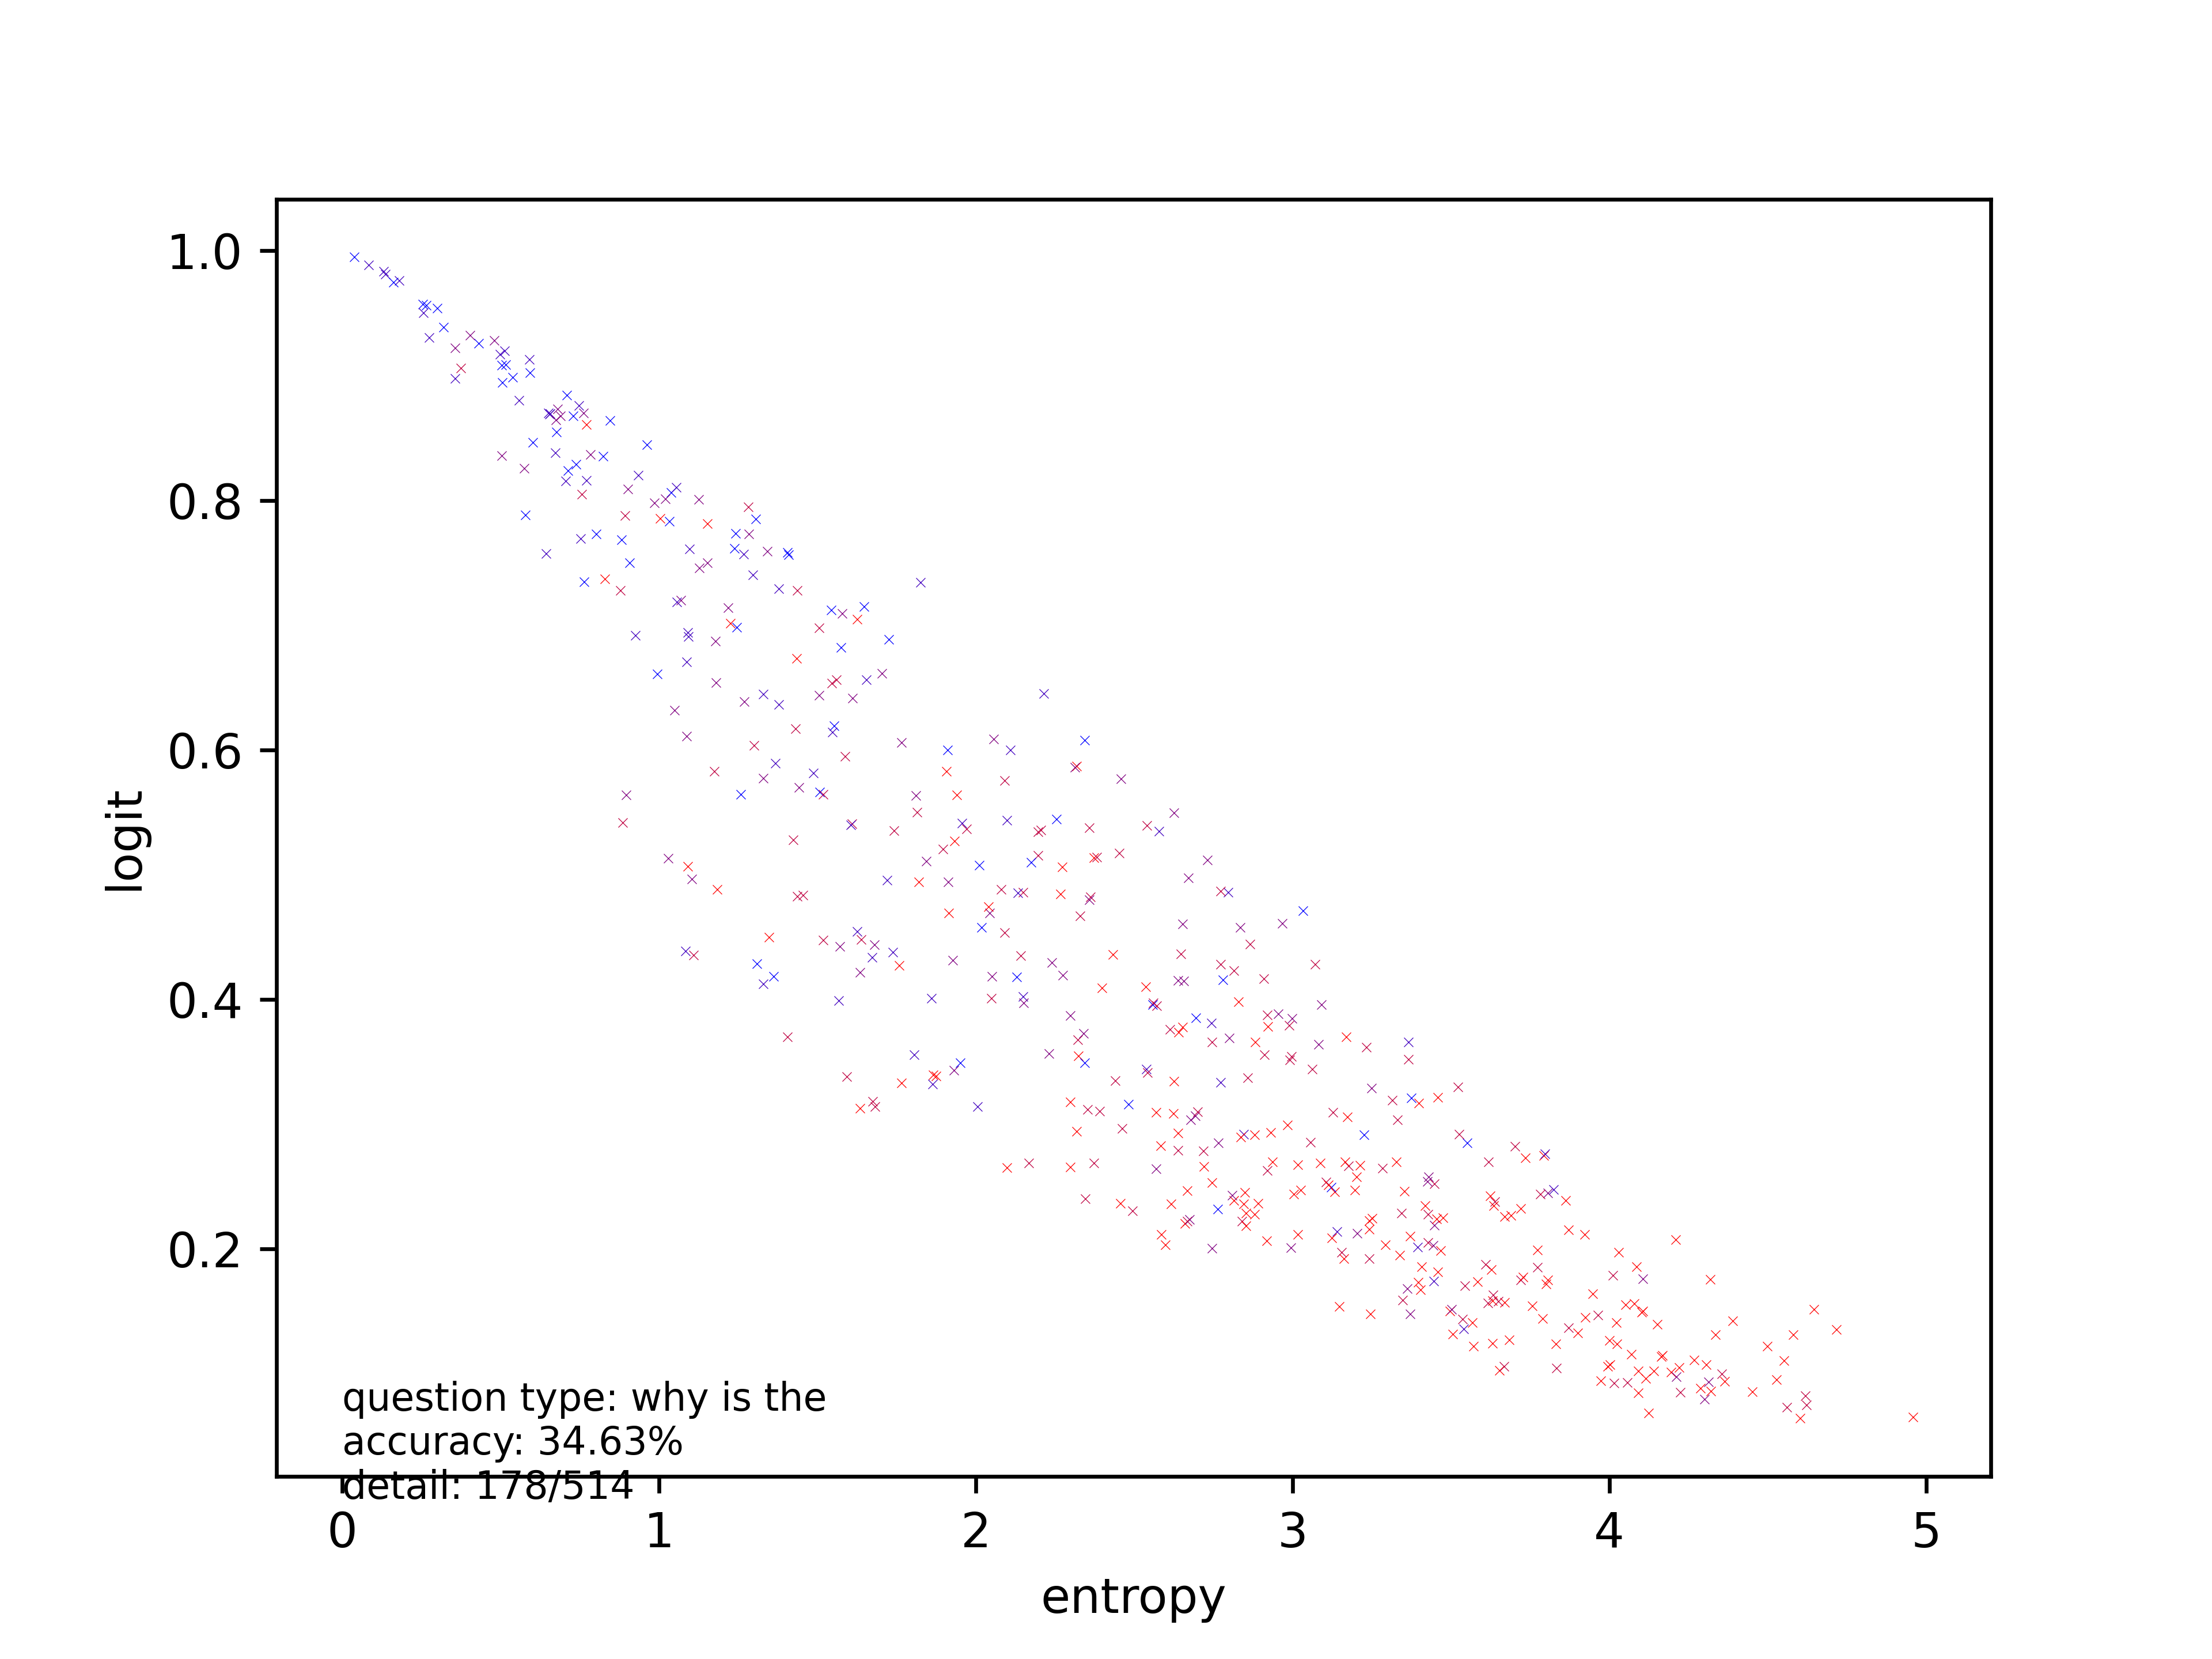 1.0
0.8
0.6
0.4
0.2
logit
question type: why is the
accuracy: 34.63%
detail: 178/514
0 1 2 3 4 5
entropy